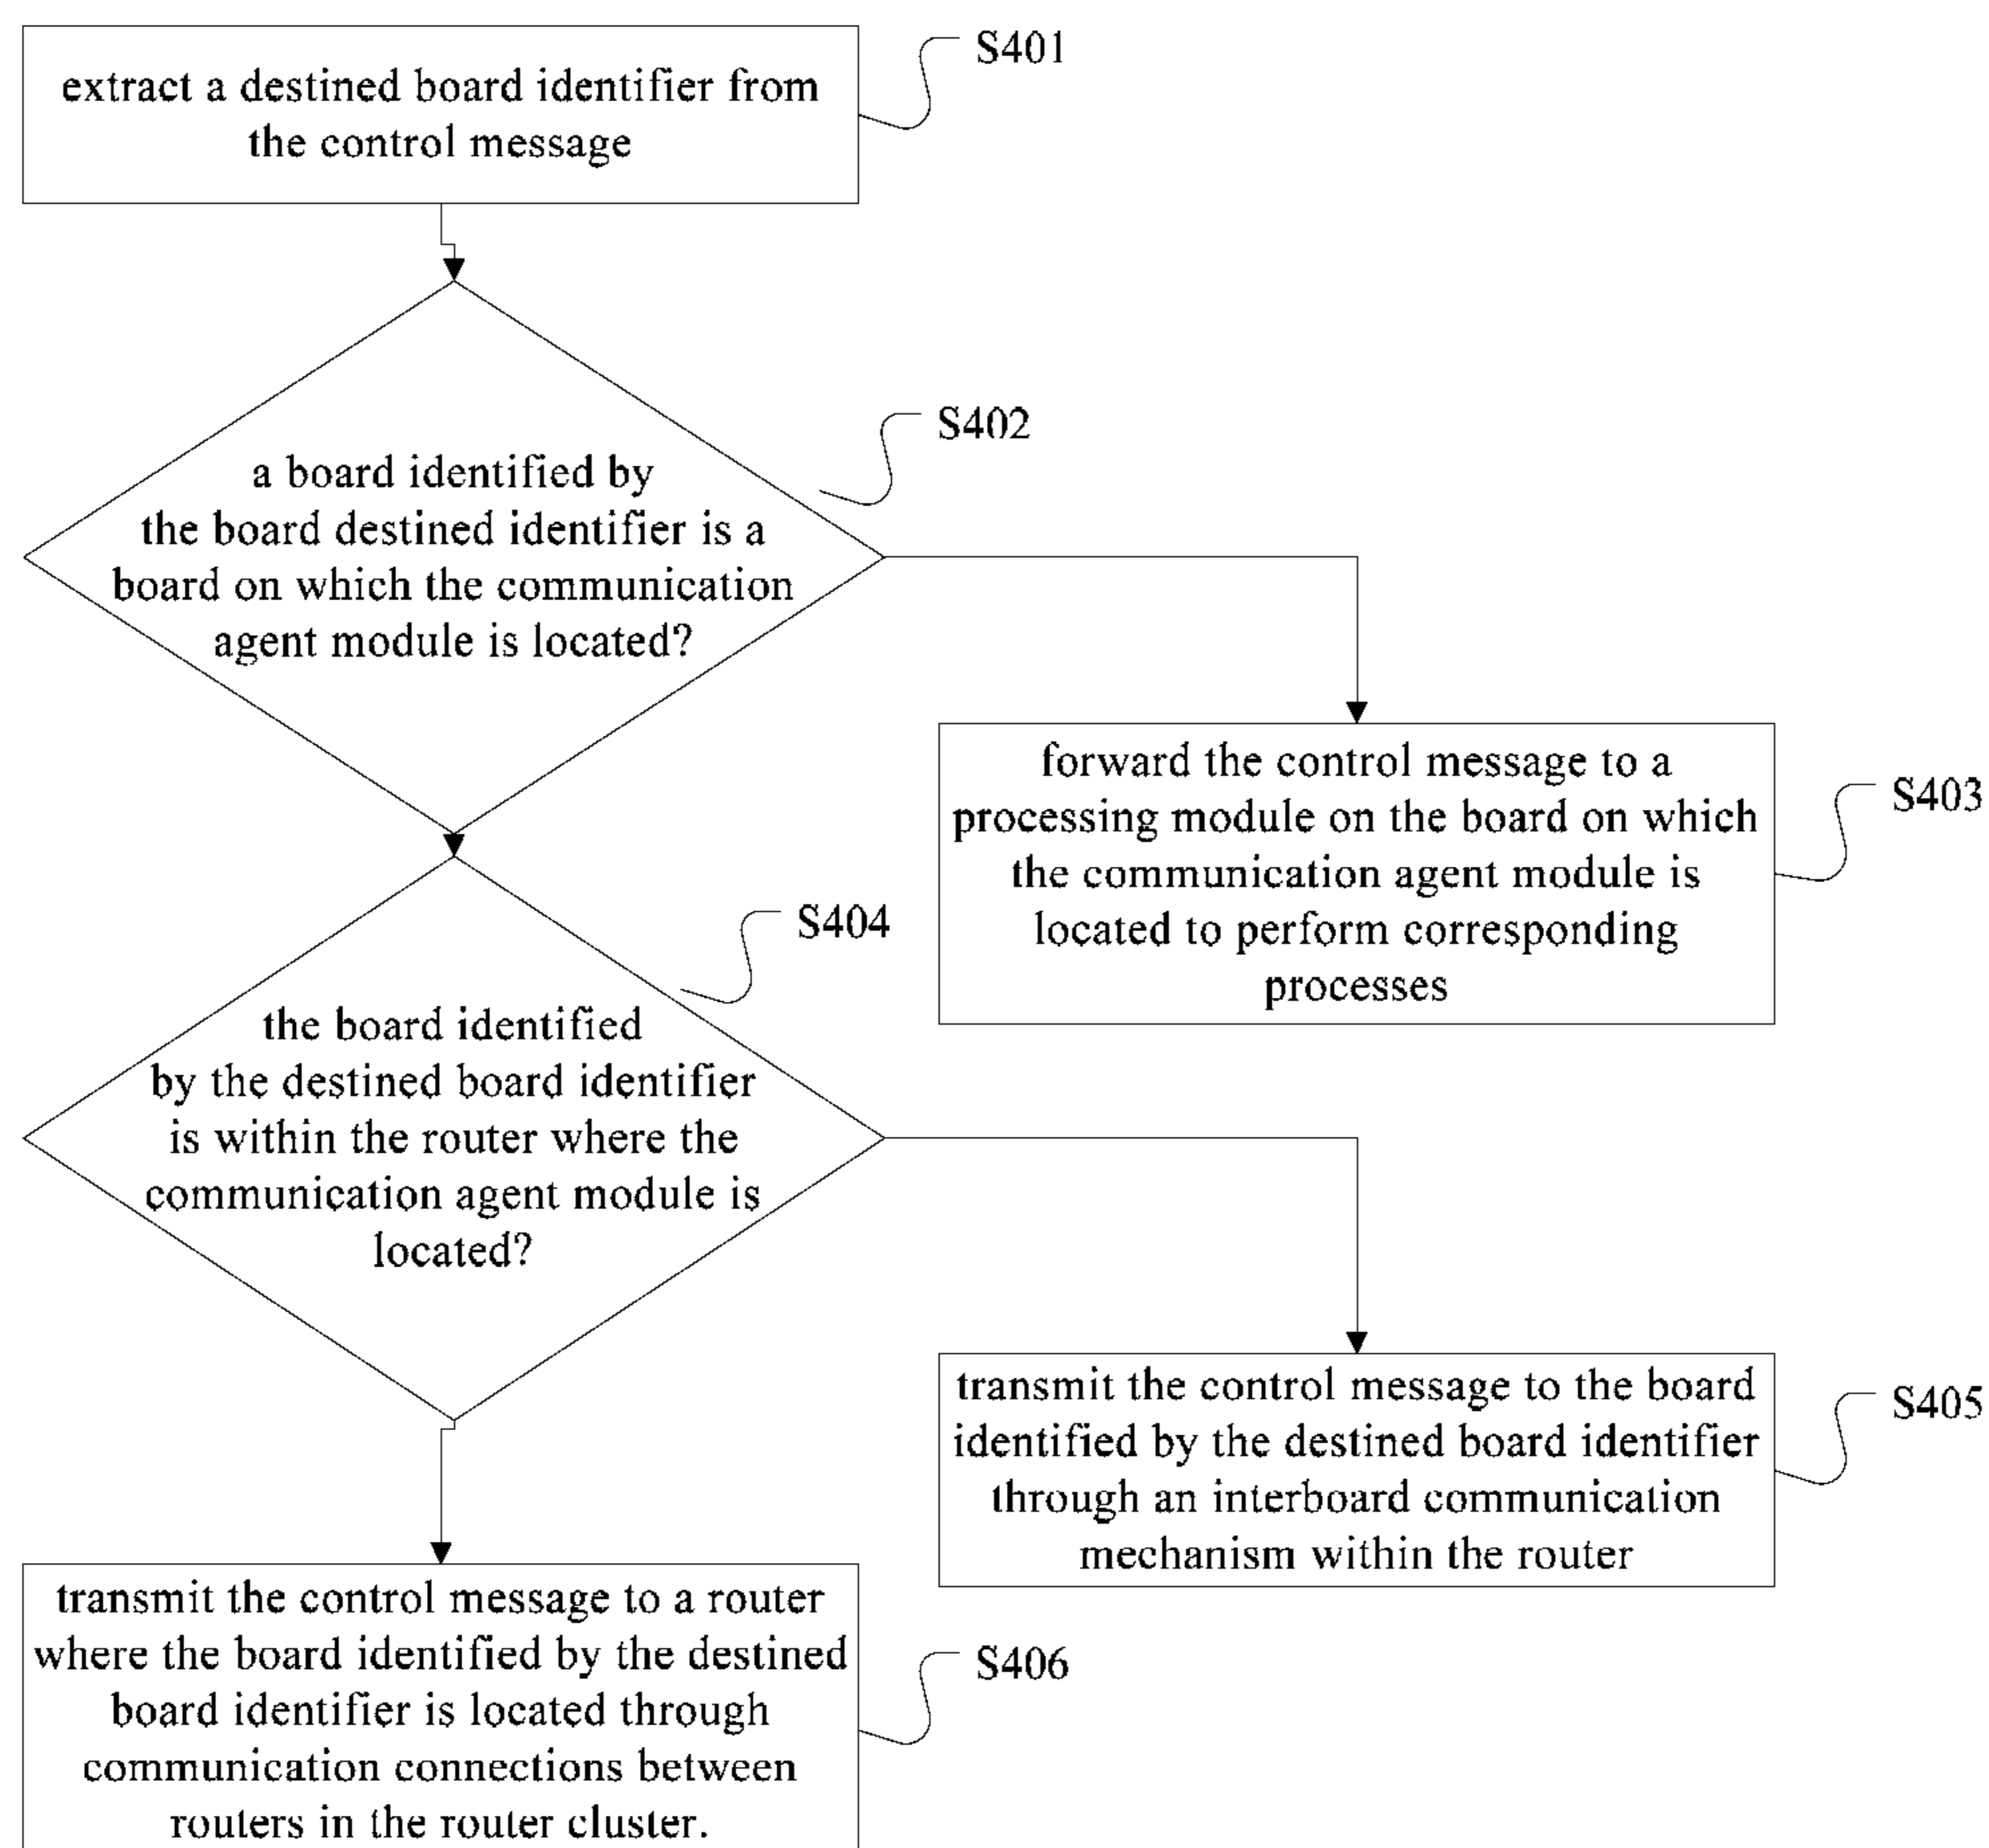 extract a destined board identifier from
the control message
S401
a board identified by
the board destined identifier is a
board on which the communication
agent module is located?
S402
forward the control message to a
processing module on the board on which
the communication agent module is
located to perform corresponding
processes
S403
the board identified
by the destined board identifier
is within the router where the
communication agent module is
located?
S404
transmit the control message to the board
identified by the destined board identifier
through an interboard communication
mechanism within the router
S405
transmit the control message to a router
where the board identified by the destined
board identifier is located through
communication connections between
routers in the router cluster.
S406